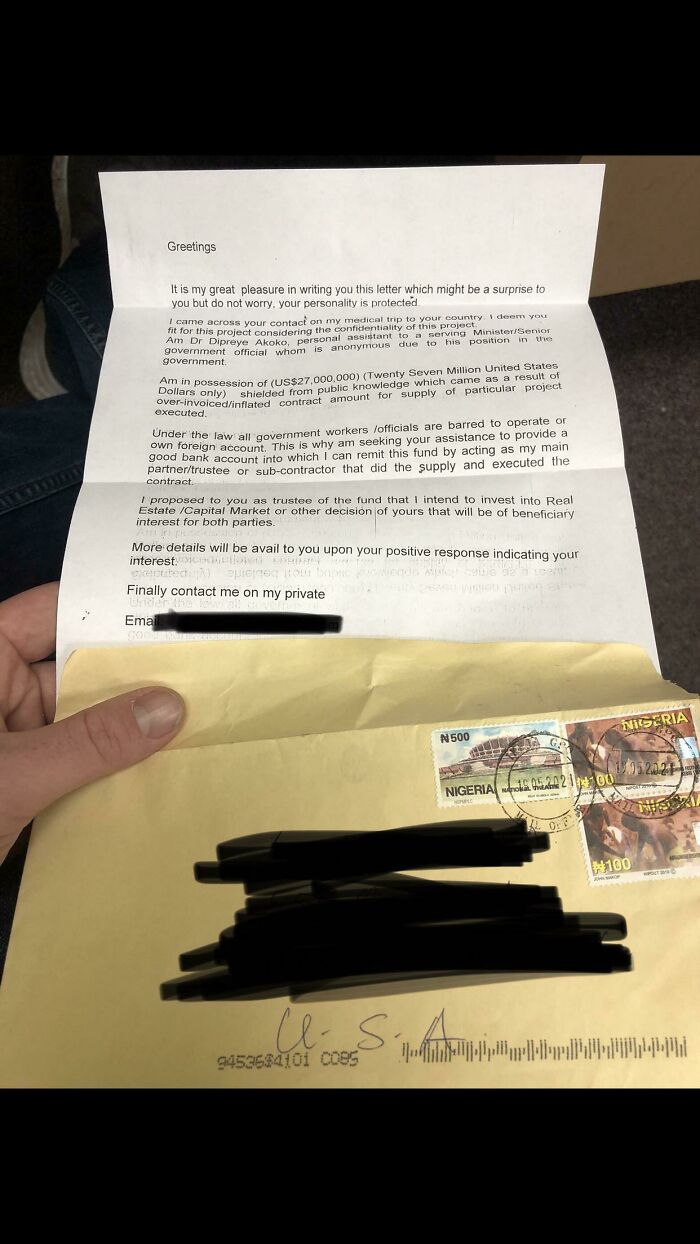 Greetings
It is my great pleasure in writing you this letter which might be a surprise to
you but do not worry, your personality is protected.
I came across your contact on my medical trip to your country. I deem you
fit for this project considering the confidentiality of this project.
Am Dr Dipreye Akoko, personal assistant to a serving Minister/Senior
government official whom is anonymous due to his position in the
government.
Am in possession of (US$27,000,000) (Twenty Seven Million United States
Dollars only) shielded from public knowledge which came as a result of
over-invoiced/inflated contract amount for supply of particular project
executed.
Under the law all government workers /officials are barred to operate or
own foreign account. This is why am seeking your assistance to provide a
good bank account into which I can remit this fund by acting as my main
partner/trustee or sub-contractor that did the supply and executed the
contract.
I proposed to you as trustee of the fund that I intend to invest into Real
Estate /Capital Market or other decision of yours that will be of beneficiary
interest for both parties.
More details will be avail to you upon your positive response indicating your
interest.
Finally contact me on my private
Email
₦500
NIGERIA NATIONAL THEATRE
NIGERIA
₦100
NIGERIA
₦100
U. S. A